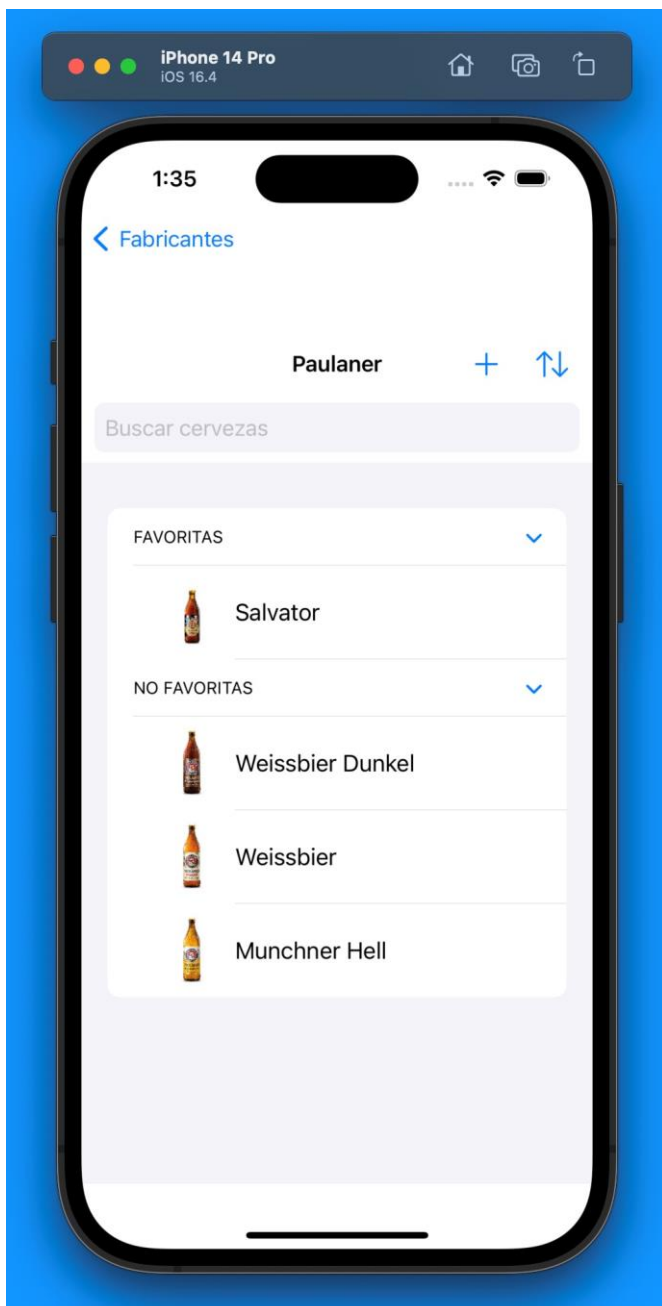 iPhone 14 Pro
iOS 16.4
1:35
Fabricantes
Paulaner
Buscar cervezas
FAVORITAS
Salvator
NO FAVORITAS
Weissbier Dunkel
Weissbier
Munchner Hell